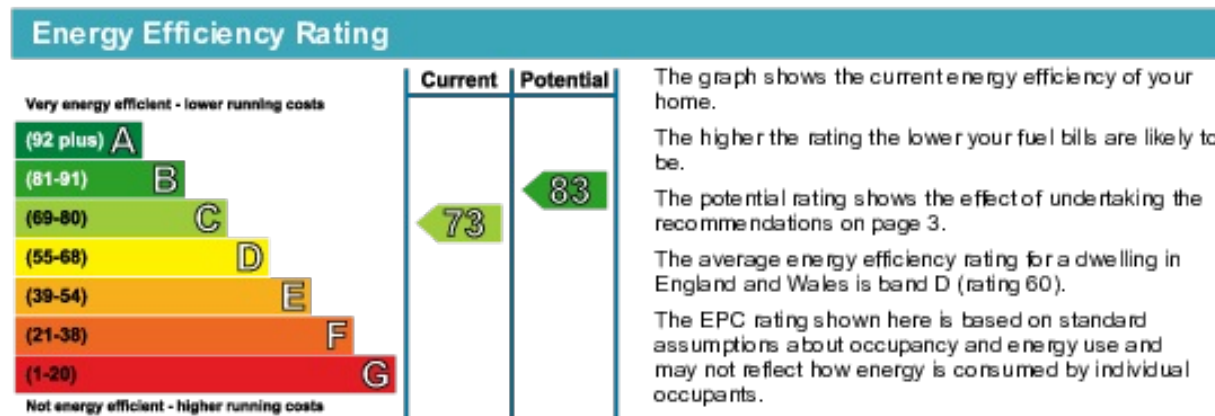 Energy Efficiency Rating
Current Potential
Very energy efficient - lower running costs
(92 plus) A
(81-91) B
(69-80) C
(55-68) D
(39-54) E
(21-38) F
(1-20) G
Not energy efficient - higher running costs
73
83
The graph shows the current energy efficiency of your
home.
The higher the rating the lower your fuel bills are likely to
be.
The potential rating shows the effect of undertaking the
recommendations on page 3.
The average energy efficiency rating for a dwelling in
England and Wales is band D (rating 60).
The EPC rating shown here is based on standard
assumptions about occupancy and energy use and
may not reflect how energy is consumed by individual
occupants.